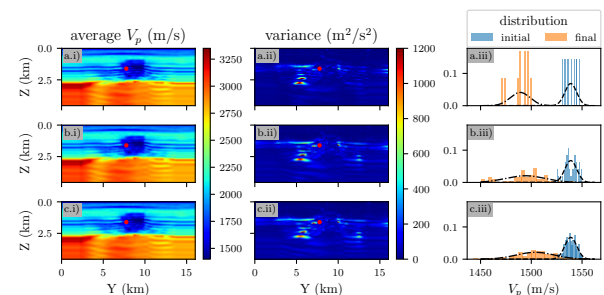 average $V_p$ (m/s)
variance (m²/s²)
distribution
initial final
a.i)
a.ii)
a.iii)
b.i)
b.ii)
b.iii)
c.i)
c.ii)
c.iii)
Z (km)
0.0
2.5
Z (km)
0.0
2.5
Z (km)
0.0
2.5
0 5 10 15
Y (km)
3250
3000
2750
2500
2250
2000
1750
1500
0 5 10 15
Y (km)
1200
1000
800
600
400
200
0
0.1
0.0
0.1
0.0
0.1
0.0
1450 1500 1550
$V_p$ (m/s)